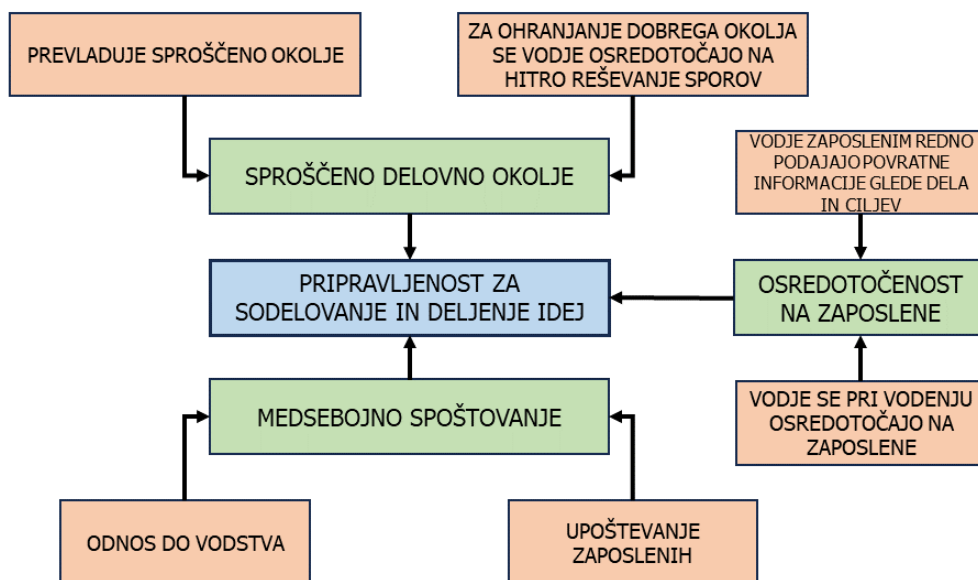 PREVLADUJE SPROŠČENO OKOLJE
ZA OHRANJANJE DOBREGA OKOLJA
SE VODJE OSREDOTOČAJO NA
HITRO REŠEVANJE SPOROV
SPROŠČENO DELOVNO OKOLJE
VODJE ZAPOSLENIM REDNO
PODAJAJO POVRATNE
INFORMACIJE GLEDE DELA
IN CILJEV
PRIPRAVLJENOST ZA
SODELOVANJE IN DELJENJE IDEJ
OSREDOTOČENOST
NA ZAPOSLENE
MEDSEBOJNO SPOŠTOVANJE
VODJE SE PRI VODENJU
OSREDOTOČAJO NA
ZAPOSLENE
ODNOS DO VODSTVA
UPOŠTEVANJE
ZAPOSLENIH